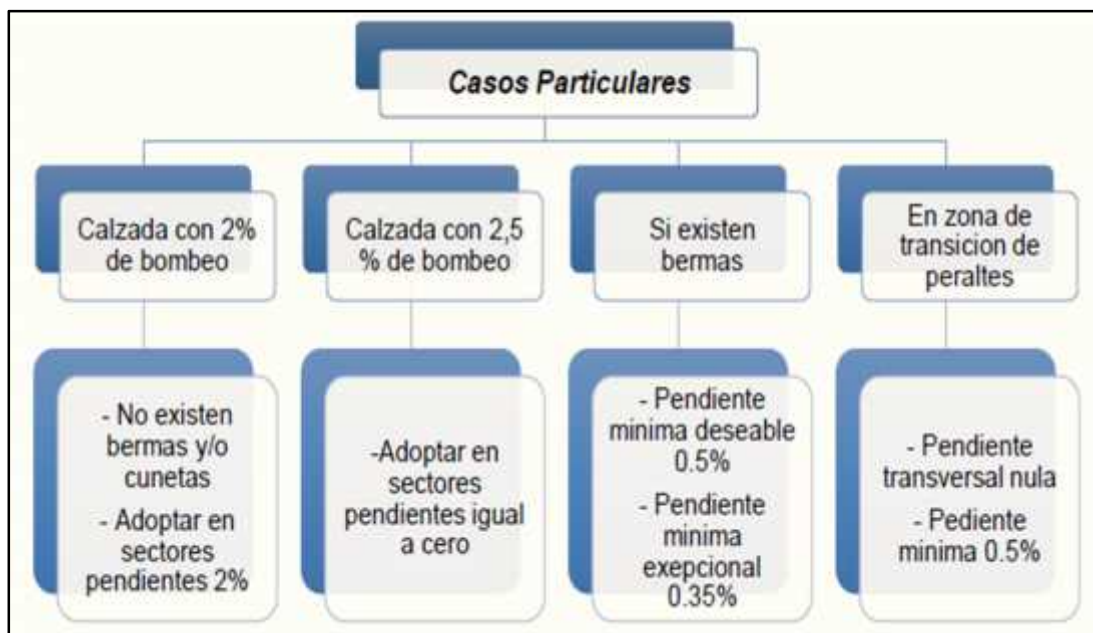 Casos Particulares
Calzada con 2%
de bombeo
Calzada con 2,5
% de bombeo
Si existen
bermas
En zona de
transicion de
peraltes
- No existen
bermas y/o
cunetas
- Adoptar en
sectores
pendientes 2%
-Adoptar en
sectores
pendientes igual
a cero
- Pendiente
minima deseable
0.5%
- Pendiente
minima
exepcional
0.35%
- Pendiente
transversal nula
- Pediente
minima 0.5%